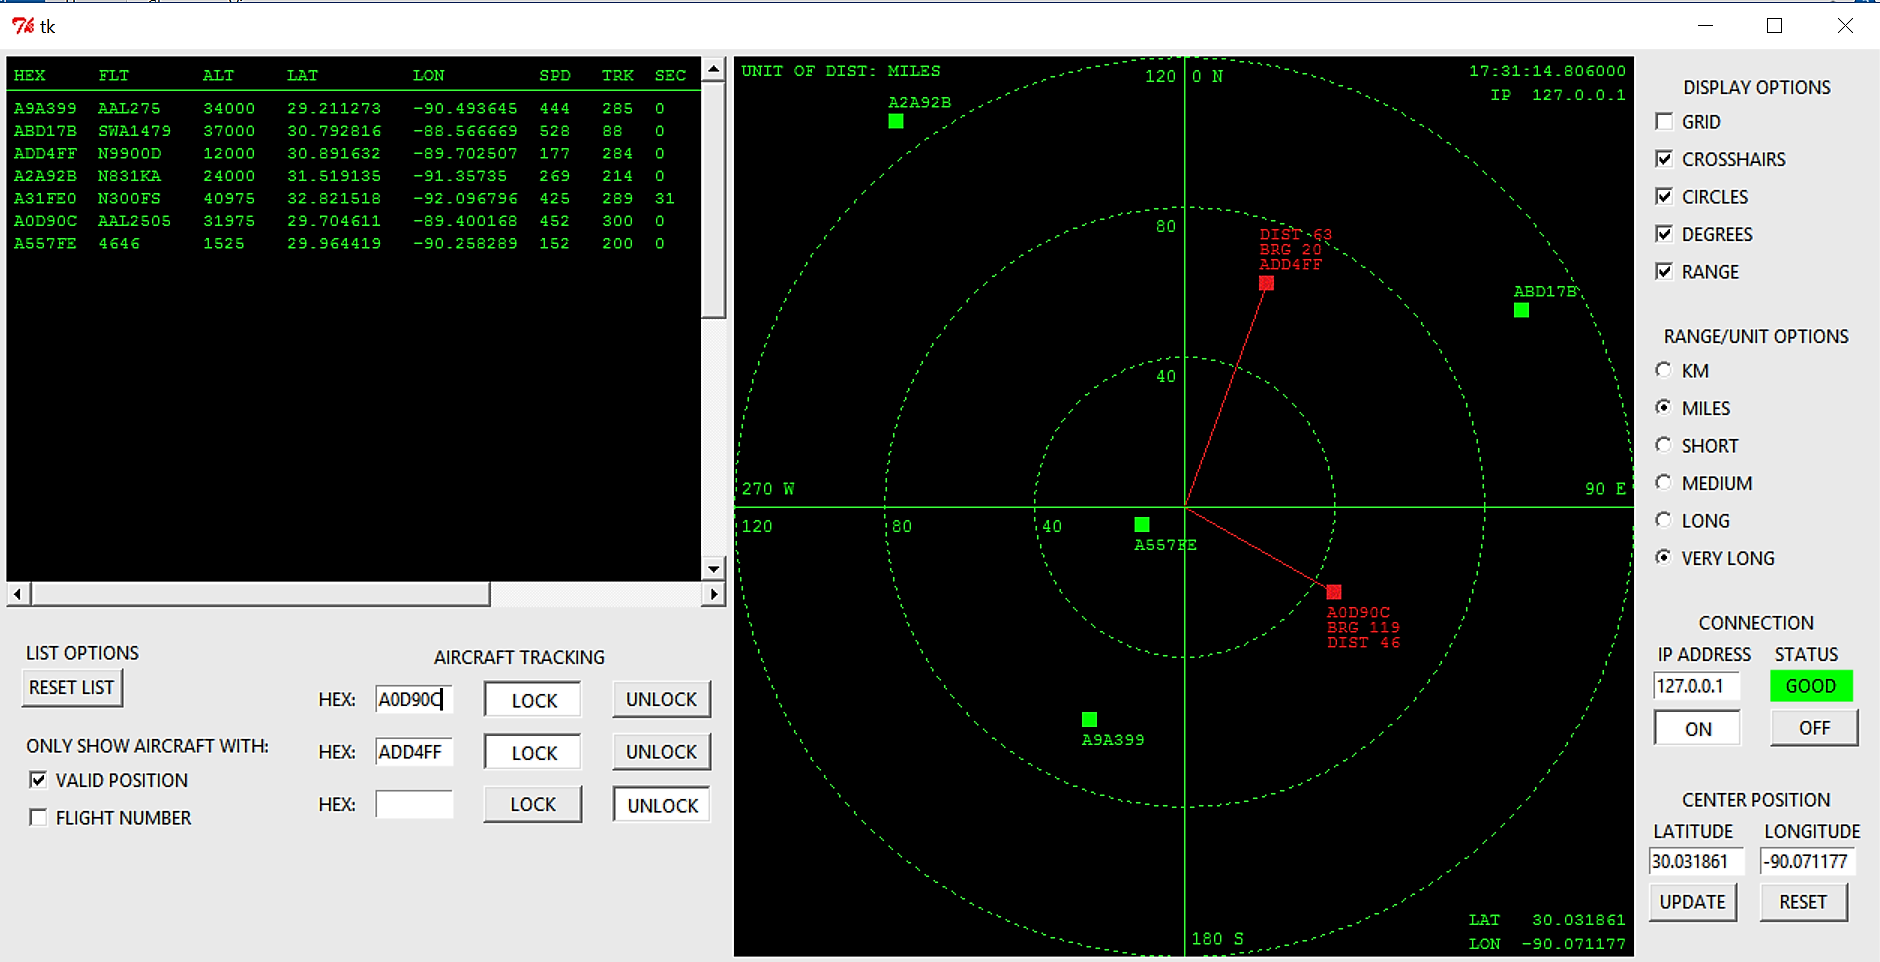 tk
HEX FLT ALT LAT LON SPD TRK SEC
A9A399 AAL275 34000 29.211273 -90.493645 444 285 0
ABD17B SWA1479 37000 30.792816 -88.566669 528 88 0
ADD4FF N9900D 12000 30.891632 -89.702507 177 284 0
A2A92B N831KA 24000 31.519135 -91.35735 269 214 0
A31FE0 N300FS 40975 32.821518 -92.096796 425 289 31
A0D90C AAL2505 31975 29.704611 -89.400168 452 300 0
A557FE 4646 1525 29.964419 -90.258289 152 200 0
LIST OPTIONS
RESET LIST
ONLY SHOW AIRCRAFT WITH:
VALID POSITION
FLIGHT NUMBER
AIRCRAFT TRACKING
HEX: A0D90C LOCK UNLOCK
HEX: ADD4FF LOCK UNLOCK
HEX: LOCK UNLOCK
UNIT OF DIST: MILES
120 0 N
17:31:14.806000
IP 127.0.0.1
A2A92B
80
DIST 63
BRG 20
ADD4FF
ABD17B
40
270 W
90 E
120 80 40
A557FE
A0D90C
BRG 119
DIST 46
A9A399
180 S
LAT 30.031861
LON -90.071177
DISPLAY OPTIONS
GRID
CROSSHAIRS
CIRCLES
DEGREES
RANGE
RANGE/UNIT OPTIONS
KM
MILES
SHORT
MEDIUM
LONG
VERY LONG
CONNECTION
IP ADDRESS STATUS
127.0.0.1 GOOD
ON OFF
CENTER POSITION
LATITUDE LONGITUDE
30.031861 -90.071177
UPDATE RESET